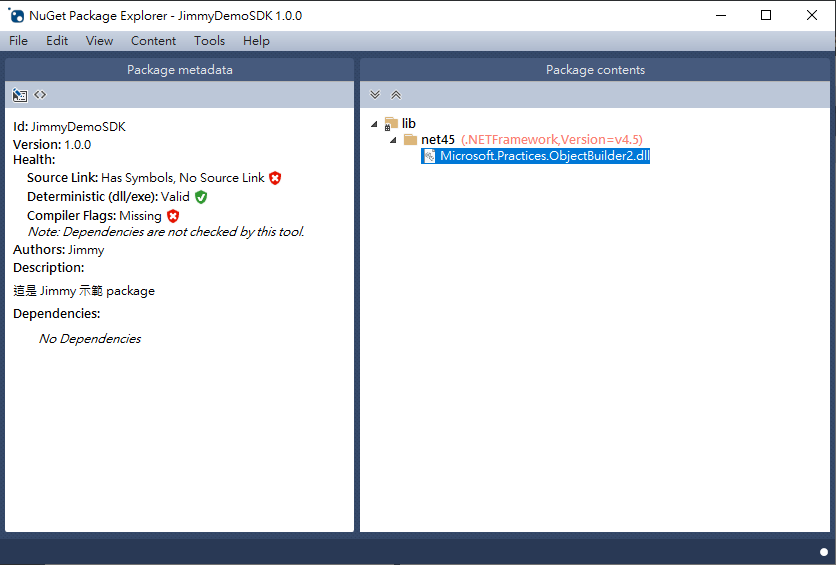 NuGet Package Explorer - JimmyDemoSDK 1.0.0
File Edit View Content Tools Help
Package metadata
Id: JimmyDemoSDK
Version: 1.0.0
Health:
Source Link: Has Symbols, No Source Link
Deterministic (dll/exe): Valid
Compiler Flags: Missing
Note: Dependencies are not checked by this tool.
Authors: Jimmy
Description:
這是 Jimmy 示範 package
Dependencies:
No Dependencies
Package contents
lib
net45 (.NETFramework,Version=v4.5)
Microsoft.Practices.ObjectBuilder2.dll